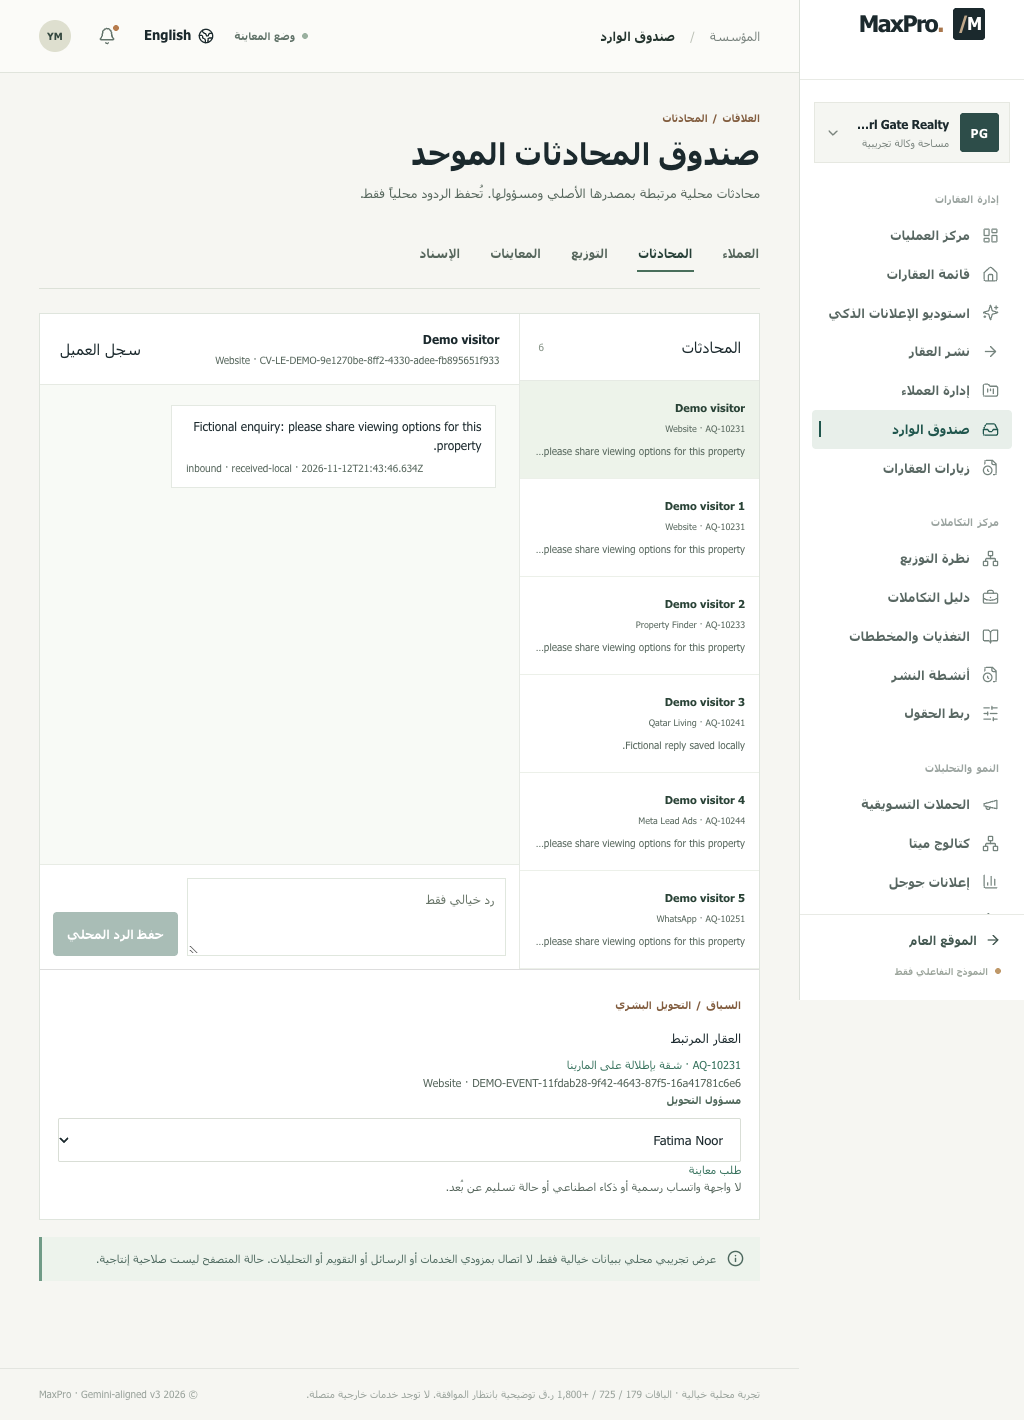 MaxPro.
/M
PG
...rl Gate Realty
مساحة وكالة تجريبية
إدارة العقارات
مركز العمليات
قائمة العقارات
استوديو الإعلانات الذكي
نشر العقار
إدارة العملاء
صندوق الوارد
زيارات العقارات
مركز التكاملات
نظرة التوزيع
دليل التكاملات
التغذيات والمخططات
أنشطة النشر
ربط الحقول
النمو والتحليلات
الحملات التسويقية
كتالوج ميتا
إعلانات جوجل
الموقع العام
النموذج التفاعلي فقط
المؤسسة / صندوق الوارد
وضع المعاينة
English
YM
العلاقات / المحادثات
صندوق المحادثات الموحد
محادثات محلية مرتبطة بمصدرها الأصلي ومسؤولها. تُحفظ الردود محلياً فقط.
العملاء
المحادثات
التوزيع
المعاينات
الإسناد
المحادثات
6
Demo visitor
Website · AQ-10231
...please share viewing options for this property
Demo visitor 1
Website · AQ-10231
...please share viewing options for this property
Demo visitor 2
Property Finder · AQ-10233
...please share viewing options for this property
Demo visitor 3
Qatar Living · AQ-10241
.Fictional reply saved locally
Demo visitor 4
Meta Lead Ads · AQ-10244
...please share viewing options for this property
Demo visitor 5
WhatsApp · AQ-10251
...please share viewing options for this property
Demo visitor
Website · CV-LE-DEMO-9e1270be-8ff2-4330-adee-fb895651f933
سجل العميل
Fictional enquiry: please share viewing options for this
.property
inbound · received-local · 2026-11-12T21:43:46.634Z
رد خيالي فقط
حفظ الرد المحلي
السياق / التحويل البشري
العقار المرتبط
AQ-10231 · شقة بإطلالة على المارينا
Website · DEMO-EVENT-11fdab28-9f42-4643-87f5-16a41781c6e6
مسؤول التحويل
Fatima Noor
طلب معاينة
لا واجهة واتساب رسمية أو ذكاء اصطناعي أو حالة تسليم عن بُعد.
عرض تجريبي محلي ببيانات خيالية فقط. لا اتصال بمزودي الخدمات أو الرسائل أو التقويم أو التحليلات. حالة المتصفح ليست صلاحية إنتاجية.
تجربة محلية خيالية · الباقات 179 / 725 / 1,800+ ر.ق توضيحية بانتظار الموافقة. لا توجد خدمات خارجية متصلة.
MaxPro · Gemini-aligned v3 2026 ©